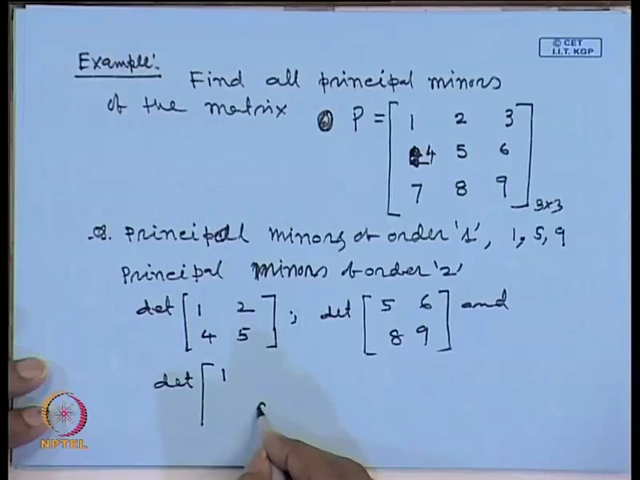 © CET
I.I.T. KGP
Example:
Find all principal minors
of the matrix P = [ 1 2 3
4 5 6
7 8 9 ] 3×3
principal minors of order '1', 1, 5, 9
Principal minors of order '2'
det [ 1 2 ; det [ 5 6 and
4 5 ] 8 9 ]
det [ 1
NPTEL